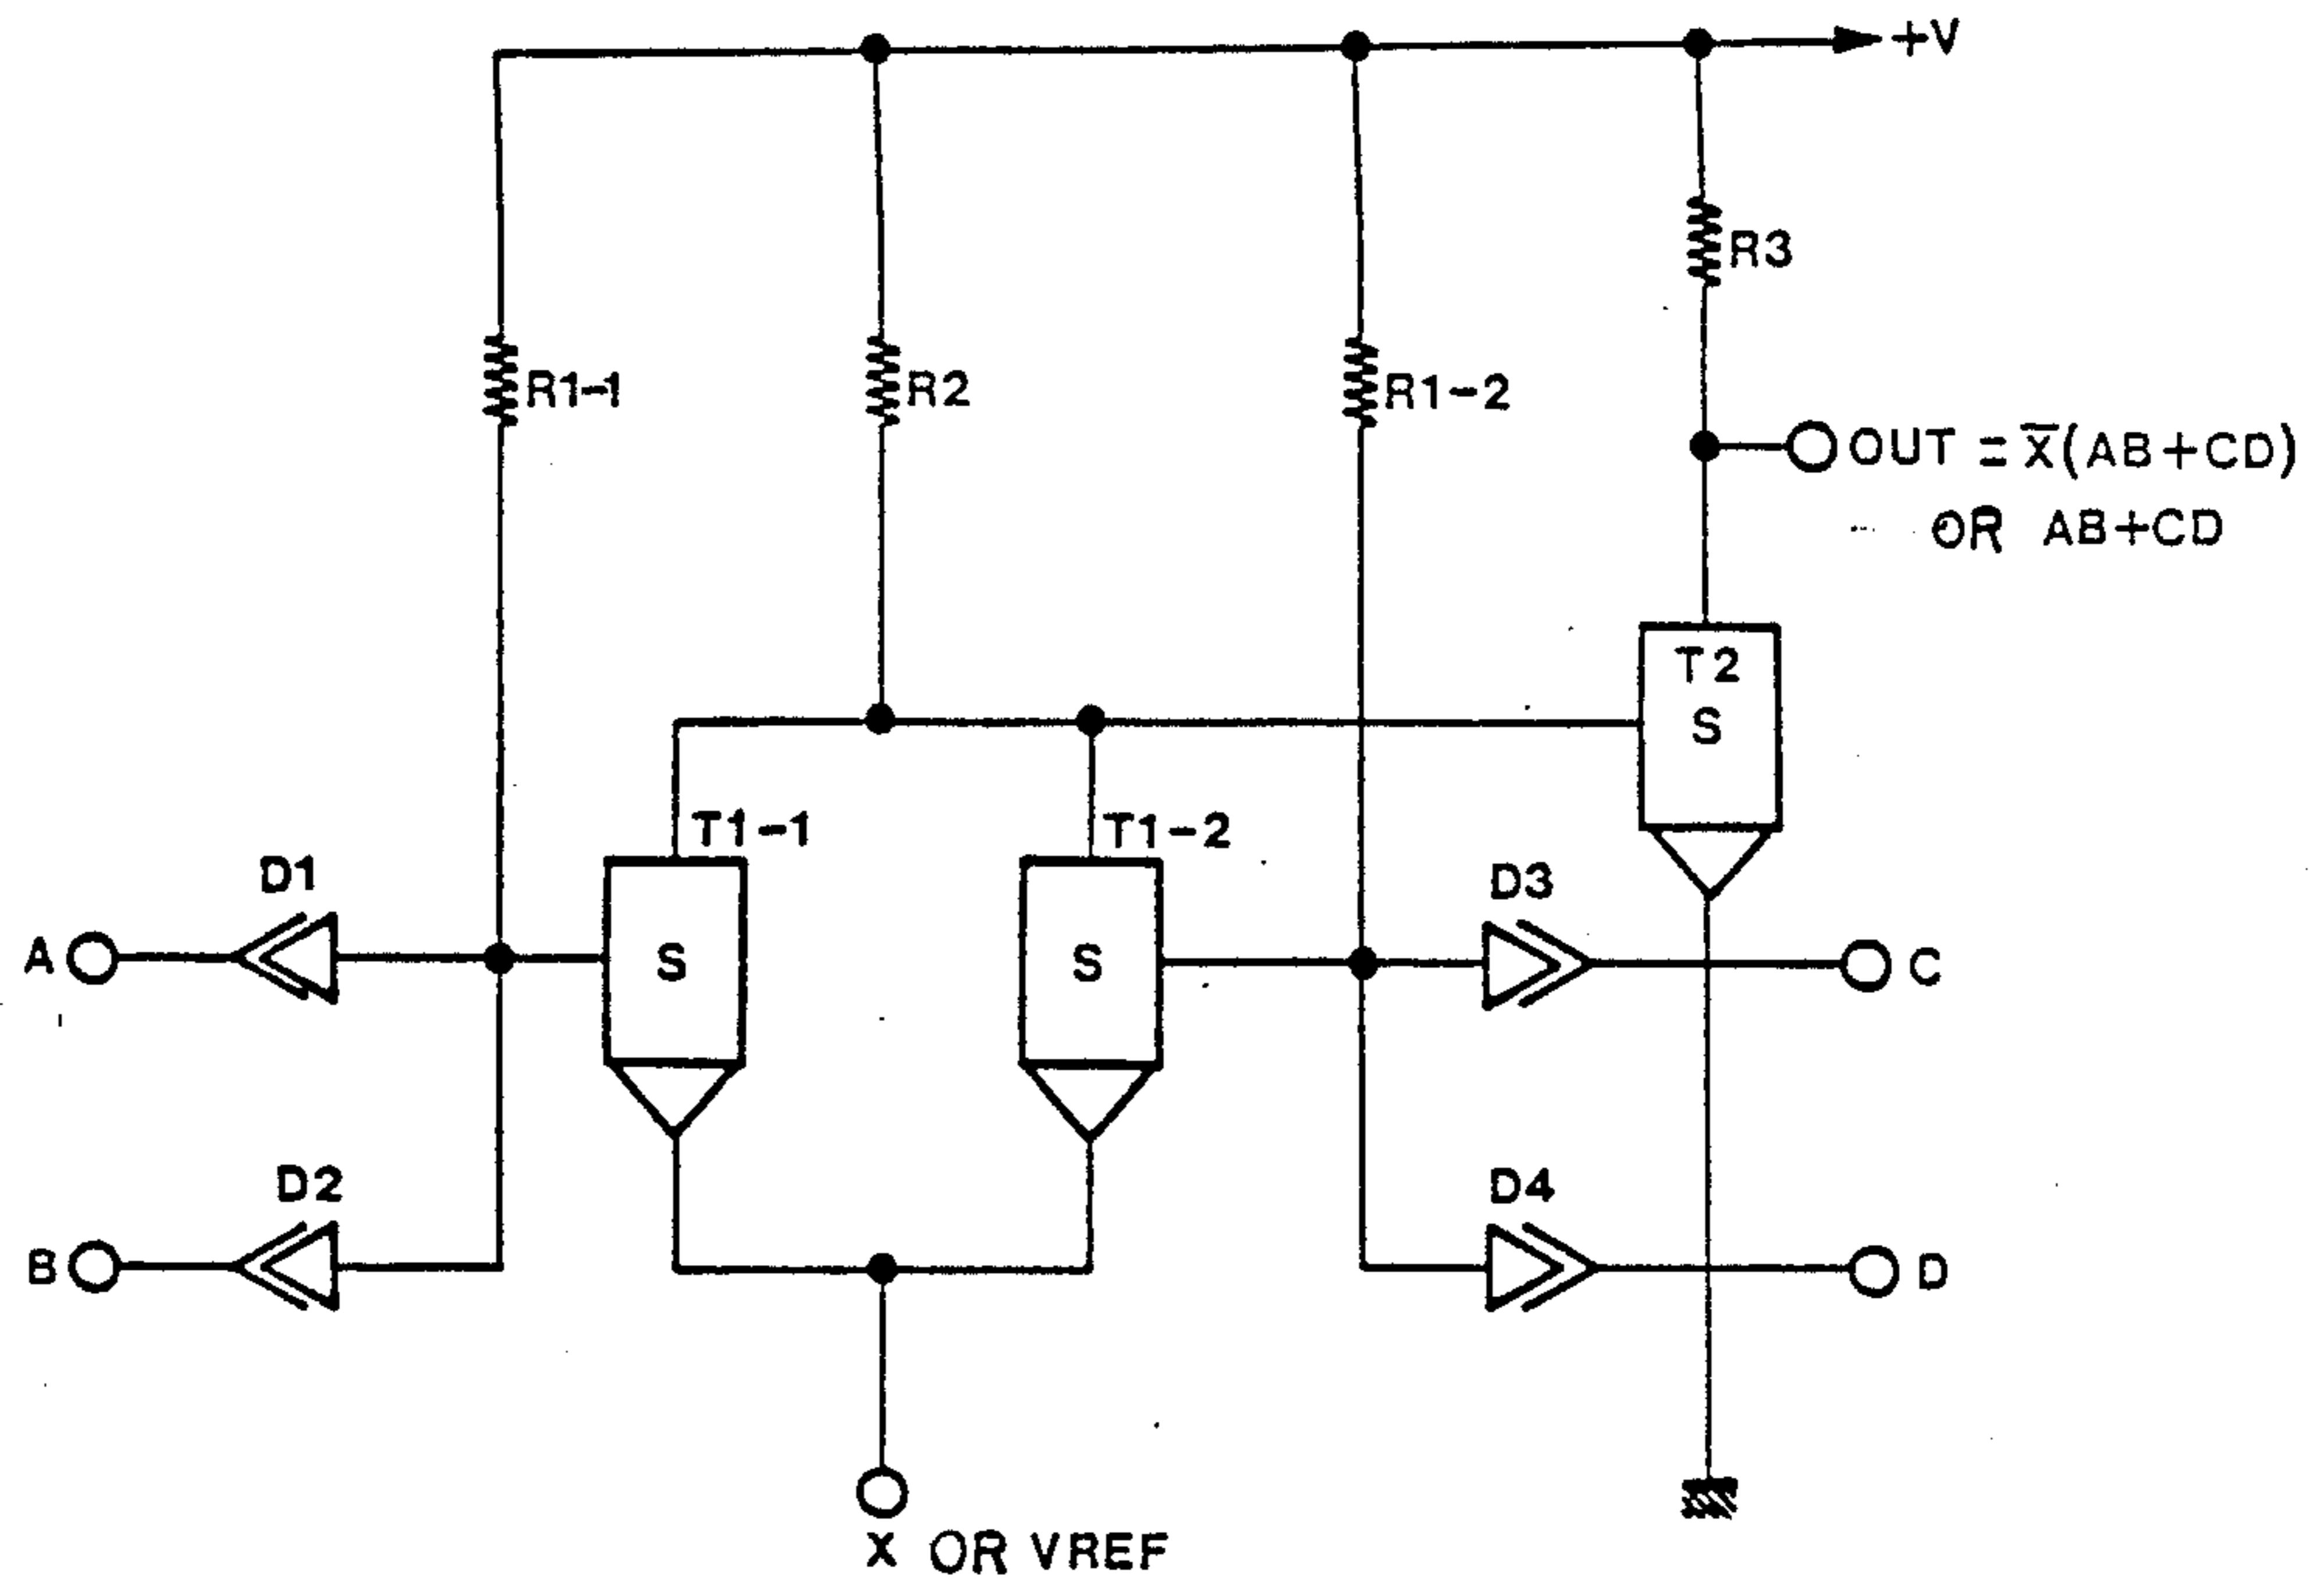 +V
R3
R1-1
R2
R1-2
OUT = x̅(AB+CD)
OR AB+CD
T2
S
T1-1
T1-2
D1
D3
A
S
S
C
D2
D4
B
D
X OR VREF